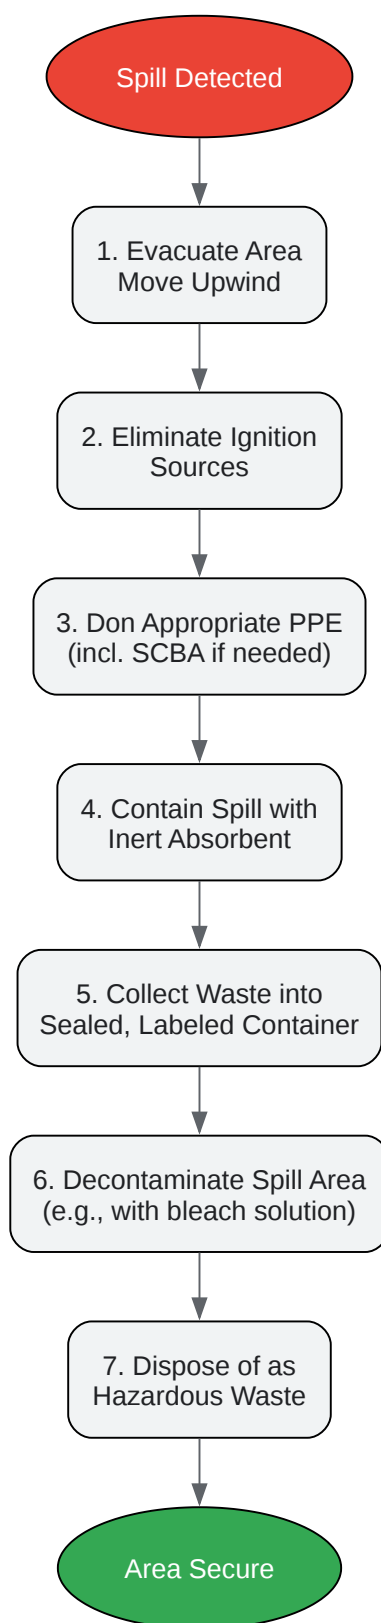 Spill Detected
1. Evacuate Area
Move Upwind
2. Eliminate Ignition
Sources
3. Don Appropriate PPE
(incl. SCBA if needed)
4. Contain Spill with
Inert Absorbent
5. Collect Waste into
Sealed, Labeled Container
6. Decontaminate Spill Area
(e.g., with bleach solution)
7. Dispose of as
Hazardous Waste
Area Secure